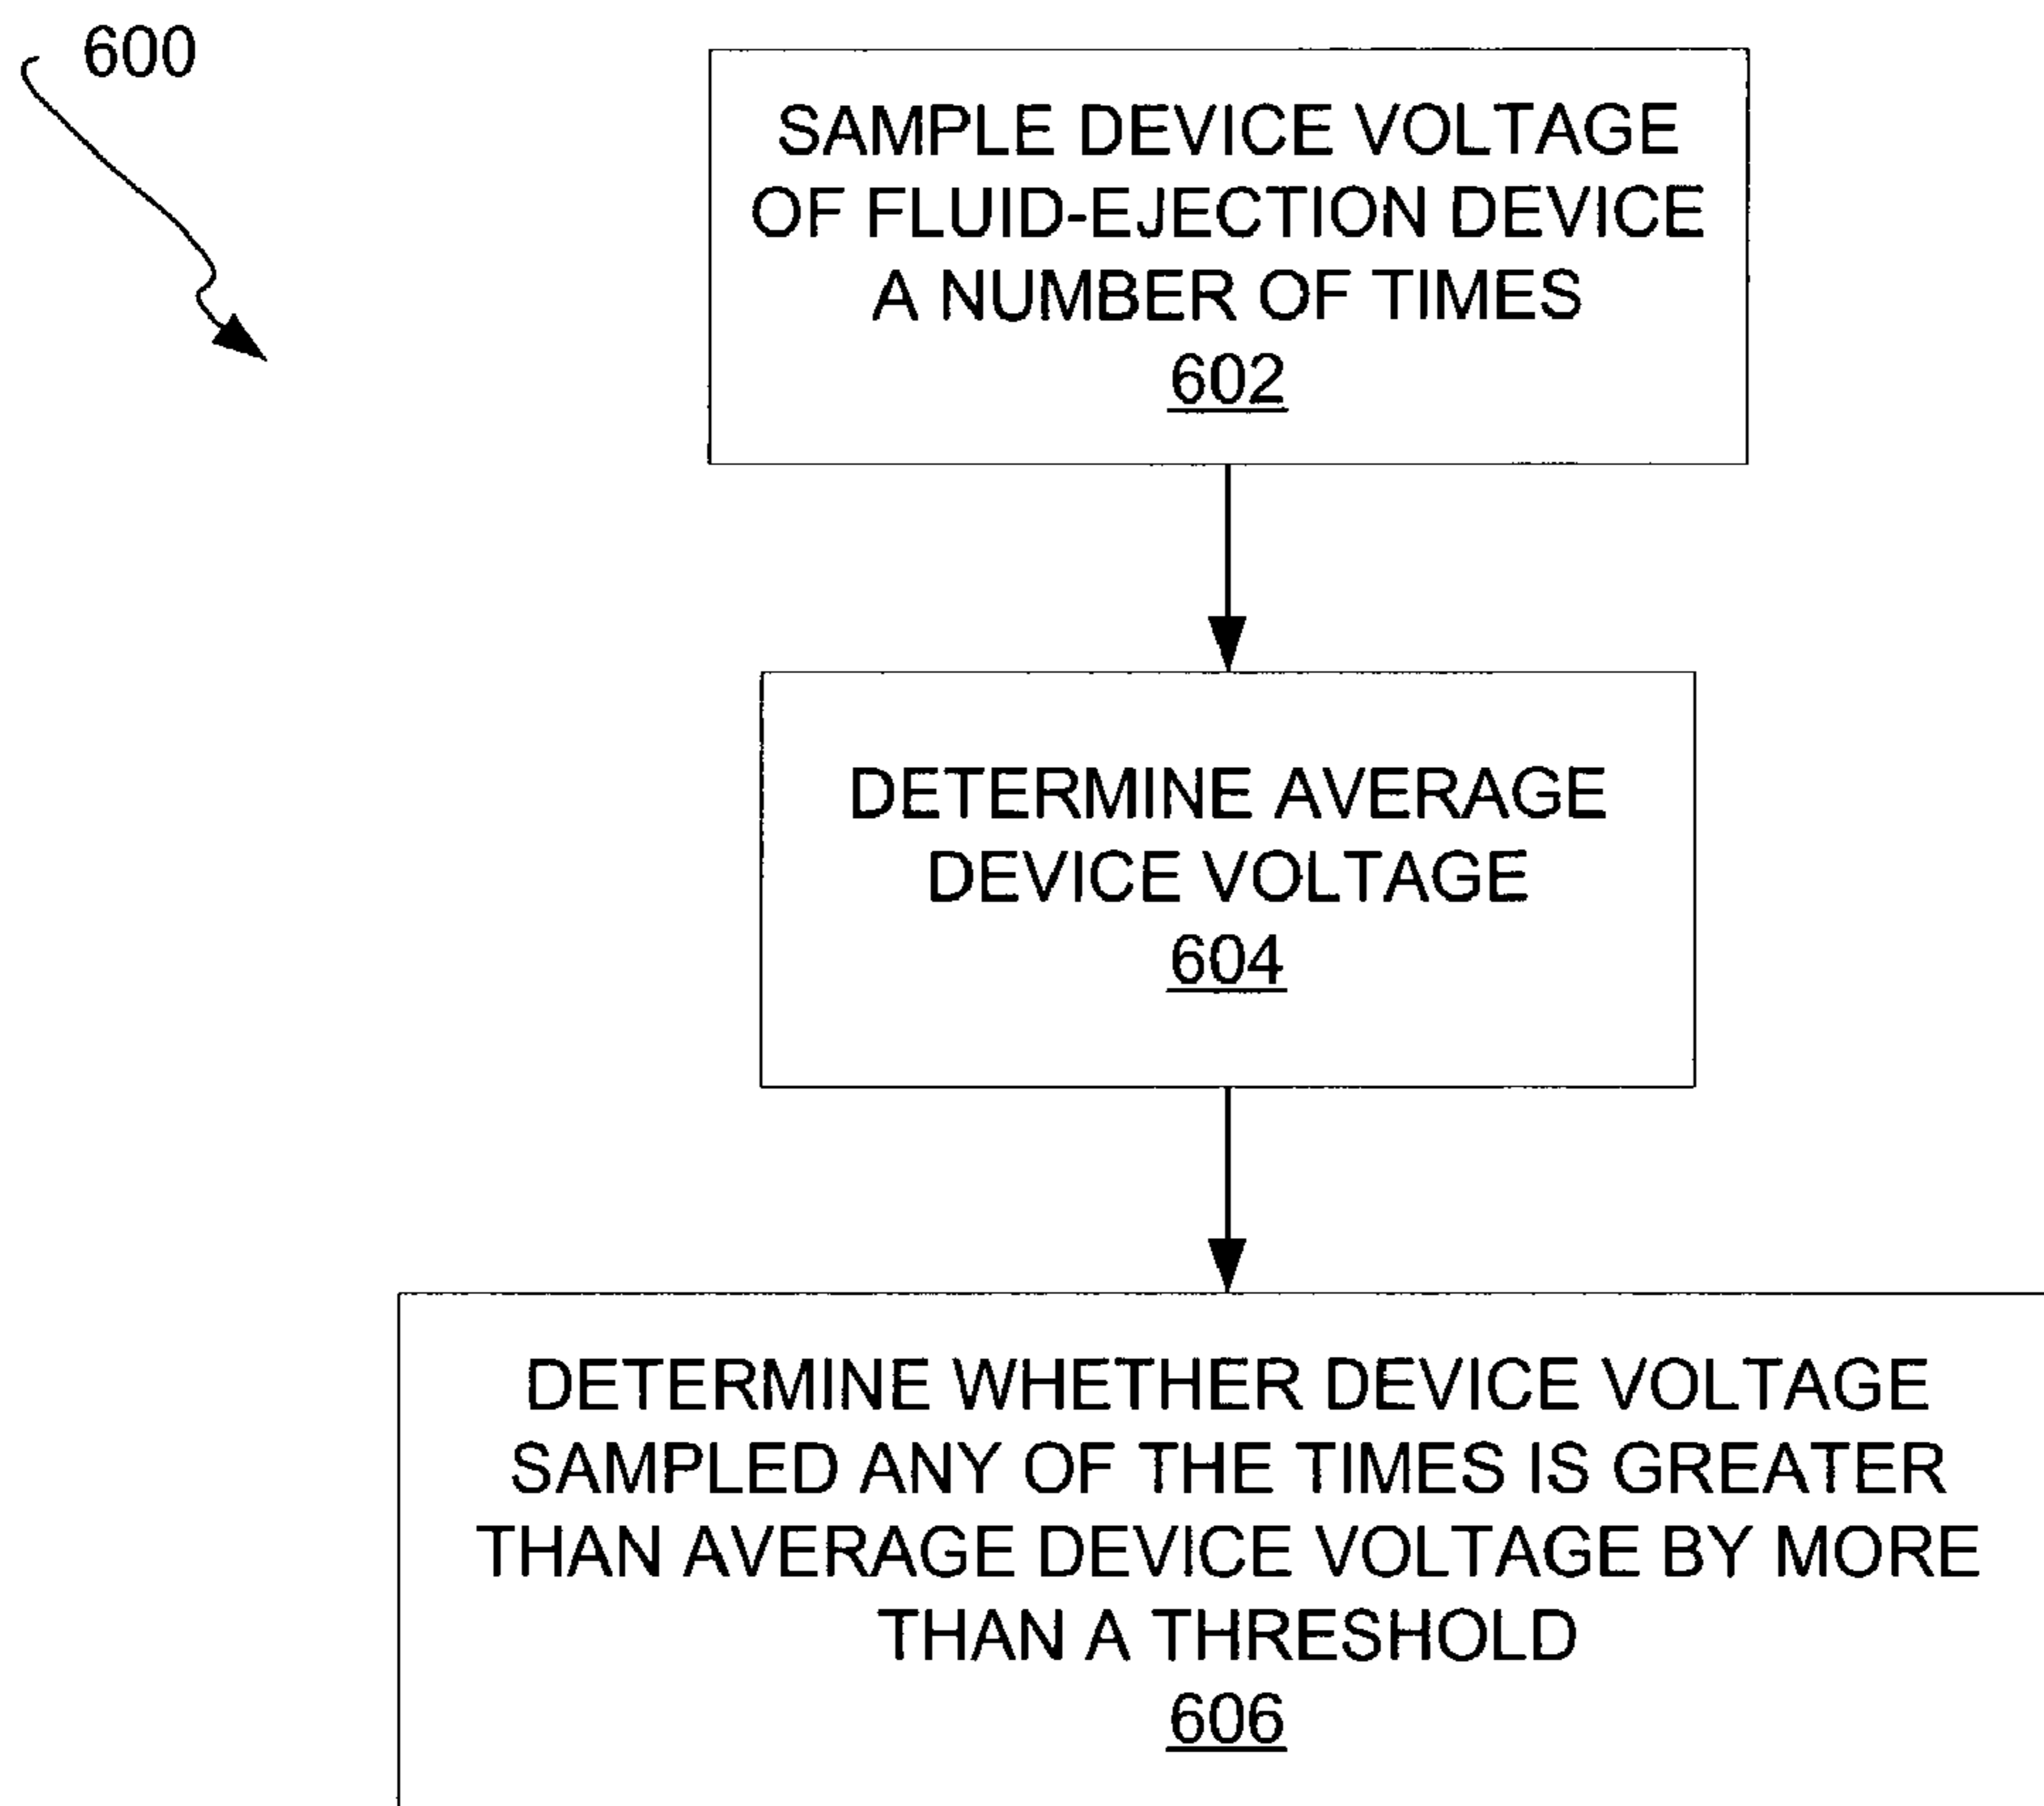 600
SAMPLE DEVICE VOLTAGE
OF FLUID-EJECTION DEVICE
A NUMBER OF TIMES
602
DETERMINE AVERAGE
DEVICE VOLTAGE
604
DETERMINE WHETHER DEVICE VOLTAGE
SAMPLED ANY OF THE TIMES IS GREATER
THAN AVERAGE DEVICE VOLTAGE BY MORE
THAN A THRESHOLD
606